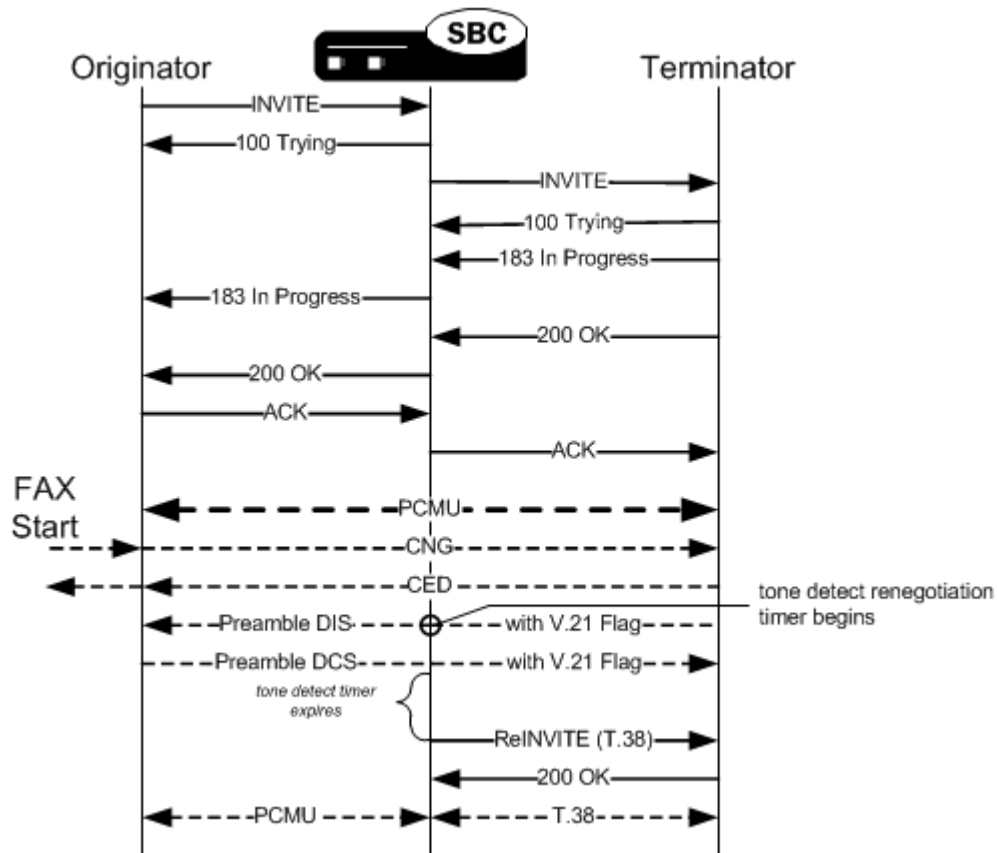 SBC
Originator
Terminator
INVITE
100 Trying
INVITE
100 Trying
183 In Progress
183 In Progress
200 OK
200 OK
ACK
ACK
FAX
Start
PCMU
CNG
CED
tone detect renegotiation
timer begins
Preamble DIS
with V.21 Flag
Preamble DCS
with V.21 Flag
tone detect timer
expires
ReINVITE (T.38)
200 OK
PCMU
T.38